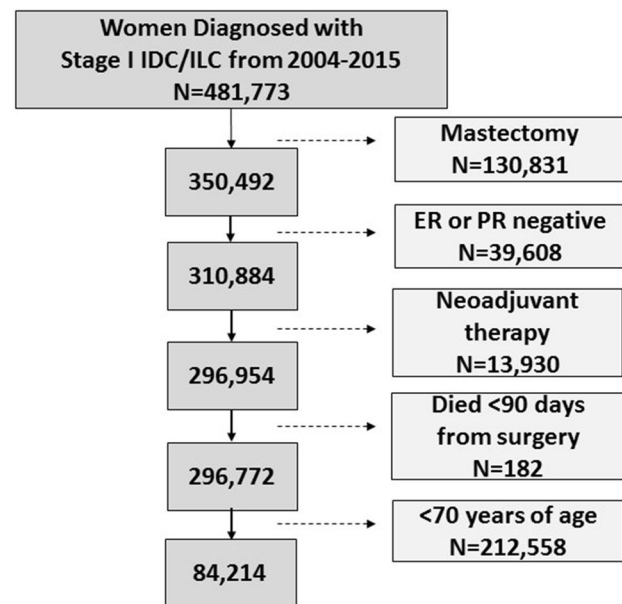 Women Diagnosed with
Stage I IDC/ILC from 2004-2015
N=481,773
Mastectomy
N=130,831
350,492
ER or PR negative
N=39,608
310,884
Neoadjuvant
therapy
N=13,930
296,954
Died <90 days
from surgery
N=182
296,772
<70 years of age
N=212,558
84,214